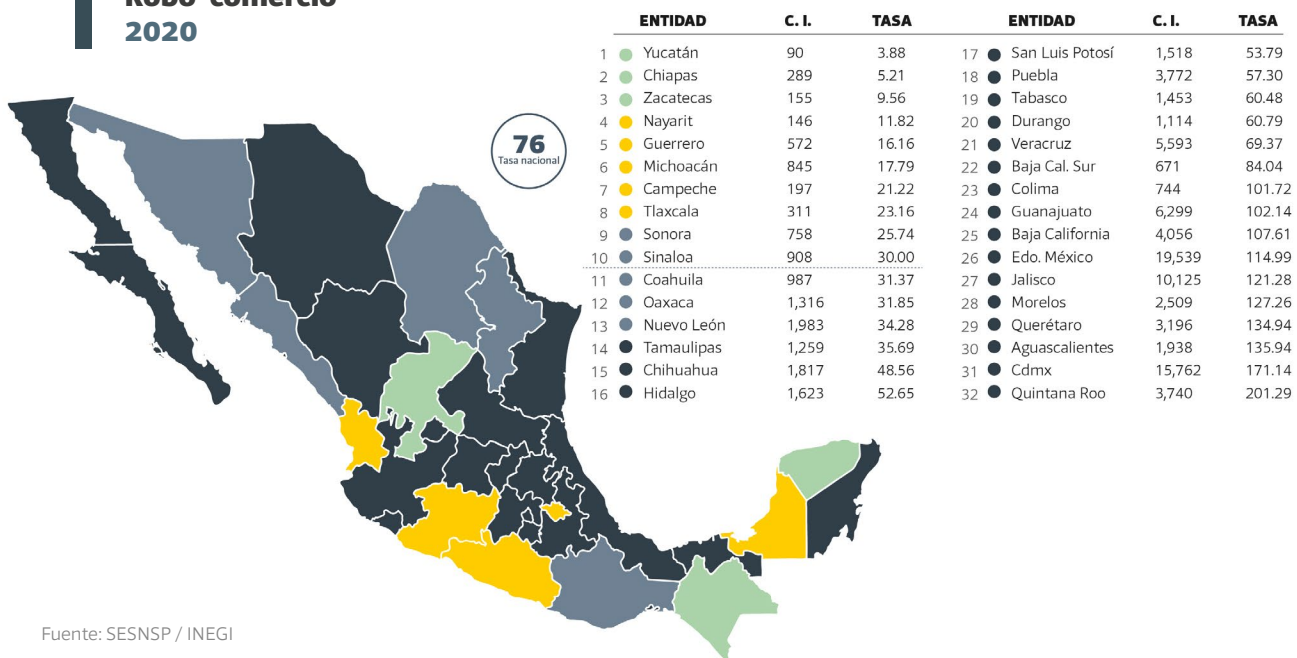 Robo comercio
2020
76
Tasa nacional
ENTIDAD C. I. TASA
1 Yucatán 90 3.88
2 Chiapas 289 5.21
3 Zacatecas 155 9.56
4 Nayarit 146 11.82
5 Guerrero 572 16.16
6 Michoacán 845 17.79
7 Campeche 197 21.22
8 Tlaxcala 311 23.16
9 Sonora 758 25.74
10 Sinaloa 908 30.00
11 Coahuila 987 31.37
12 Oaxaca 1,316 31.85
13 Nuevo León 1,983 34.28
14 Tamaulipas 1,259 35.69
15 Chihuahua 1,817 48.56
16 Hidalgo 1,623 52.65
ENTIDAD C. I. TASA
17 San Luis Potosí 1,518 53.79
18 Puebla 3,772 57.30
19 Tabasco 1,453 60.48
20 Durango 1,114 60.79
21 Veracruz 5,593 69.37
22 Baja Cal. Sur 671 84.04
23 Colima 744 101.72
24 Guanajuato 6,299 102.14
25 Baja California 4,056 107.61
26 Edo. México 19,539 114.99
27 Jalisco 10,125 121.28
28 Morelos 2,509 127.26
29 Querétaro 3,196 134.94
30 Aguascalientes 1,938 135.94
31 Cdmx 15,762 171.14
32 Quintana Roo 3,740 201.29
Fuente: SESNSP / INEGI